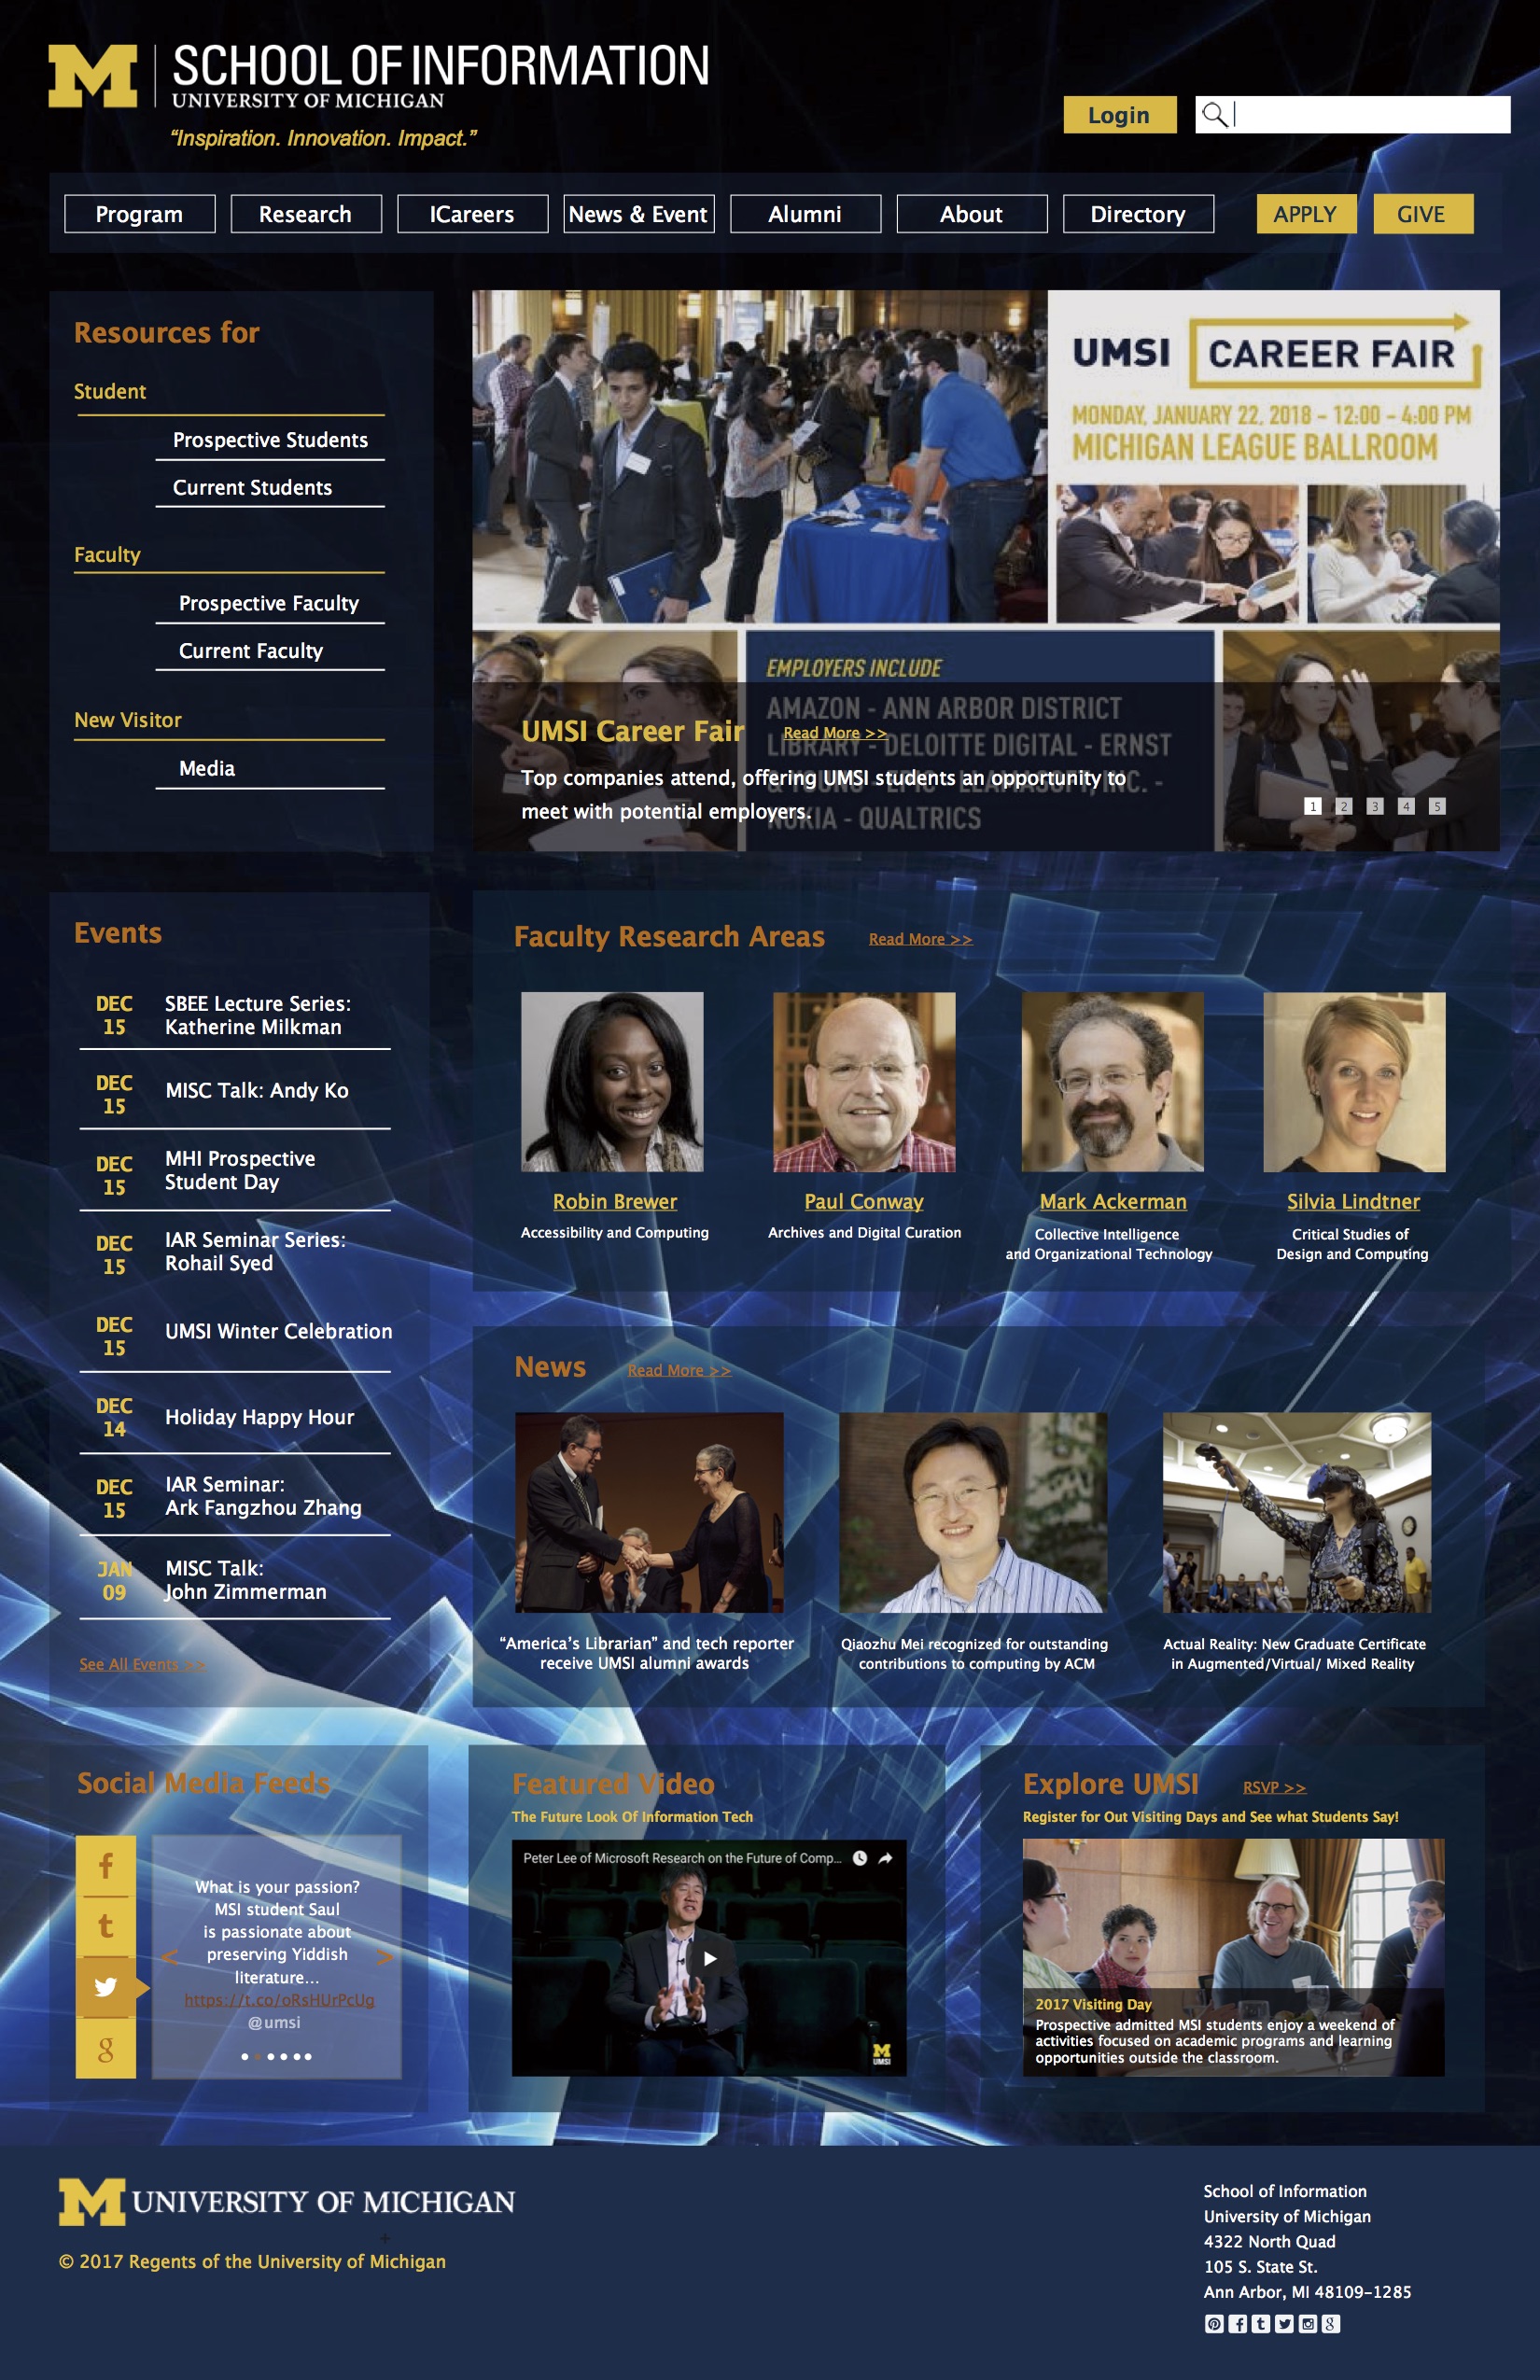 M SCHOOL OF INFORMATION
UNIVERSITY OF MICHIGAN
“Inspiration. Innovation. Impact.”
Login
Program
Research
ICareers
News & Event
Alumni
About
Directory
APPLY
GIVE
Resources for
Student
Prospective Students
Current Students
Faculty
Prospective Faculty
Current Faculty
New Visitor
Media
UMSI CAREER FAIR
MONDAY, JANUARY 22, 2018 – 12:00 – 4:00 PM
MICHIGAN LEAGUE BALLROOM
EMPLOYERS INCLUDE
AMAZON - ANN ARBOR DISTRICT
LIBRARY - DELOITTE DIGITAL - ERNST
& YOUNG - EPIC - LLAMASOFT, INC. -
NOKIA - QUALTRICS
UMSI Career Fair
Read More >>
Top companies attend, offering UMSI students an opportunity to
meet with potential employers.
1 2 3 4 5
Events
DEC
15
SBEE Lecture Series:
Katherine Milkman
DEC
15
MISC Talk: Andy Ko
DEC
15
MHI Prospective
Student Day
DEC
15
IAR Seminar Series:
Rohail Syed
DEC
15
UMSI Winter Celebration
DEC
14
Holiday Happy Hour
DEC
15
IAR Seminar:
Ark Fangzhou Zhang
JAN
09
MISC Talk:
John Zimmerman
See All Events >>
Faculty Research Areas
Read More >>
Robin Brewer
Accessibility and Computing
Paul Conway
Archives and Digital Curation
Mark Ackerman
Collective Intelligence
and Organizational Technology
Silvia Lindtner
Critical Studies of
Design and Computing
News
Read More >>
“America’s Librarian” and tech reporter
receive UMSI alumni awards
Qiaozhu Mei recognized for outstanding
contributions to computing by ACM
Actual Reality: New Graduate Certificate
in Augmented/Virtual/ Mixed Reality
Social Media Feeds
f
t
g
What is your passion?
MSI student Saul
is passionate about
preserving Yiddish
literature...
https://t.co/oRsHUrPcUg
@umsi
< >
Featured Video
The Future Look Of Information Tech
Peter Lee of Microsoft Research on the Future of Comp...
M
UMSI
Explore UMSI
RSVP >>
Register for Out Visiting Days and See what Students Say!
2017 Visiting Day
Prospective admitted MSI students enjoy a weekend of
activities focused on academic programs and learning
opportunities outside the classroom.
M UNIVERSITY OF MICHIGAN
© 2017 Regents of the University of Michigan
School of Information
University of Michigan
4322 North Quad
105 S. State St.
Ann Arbor, MI 48109-1285